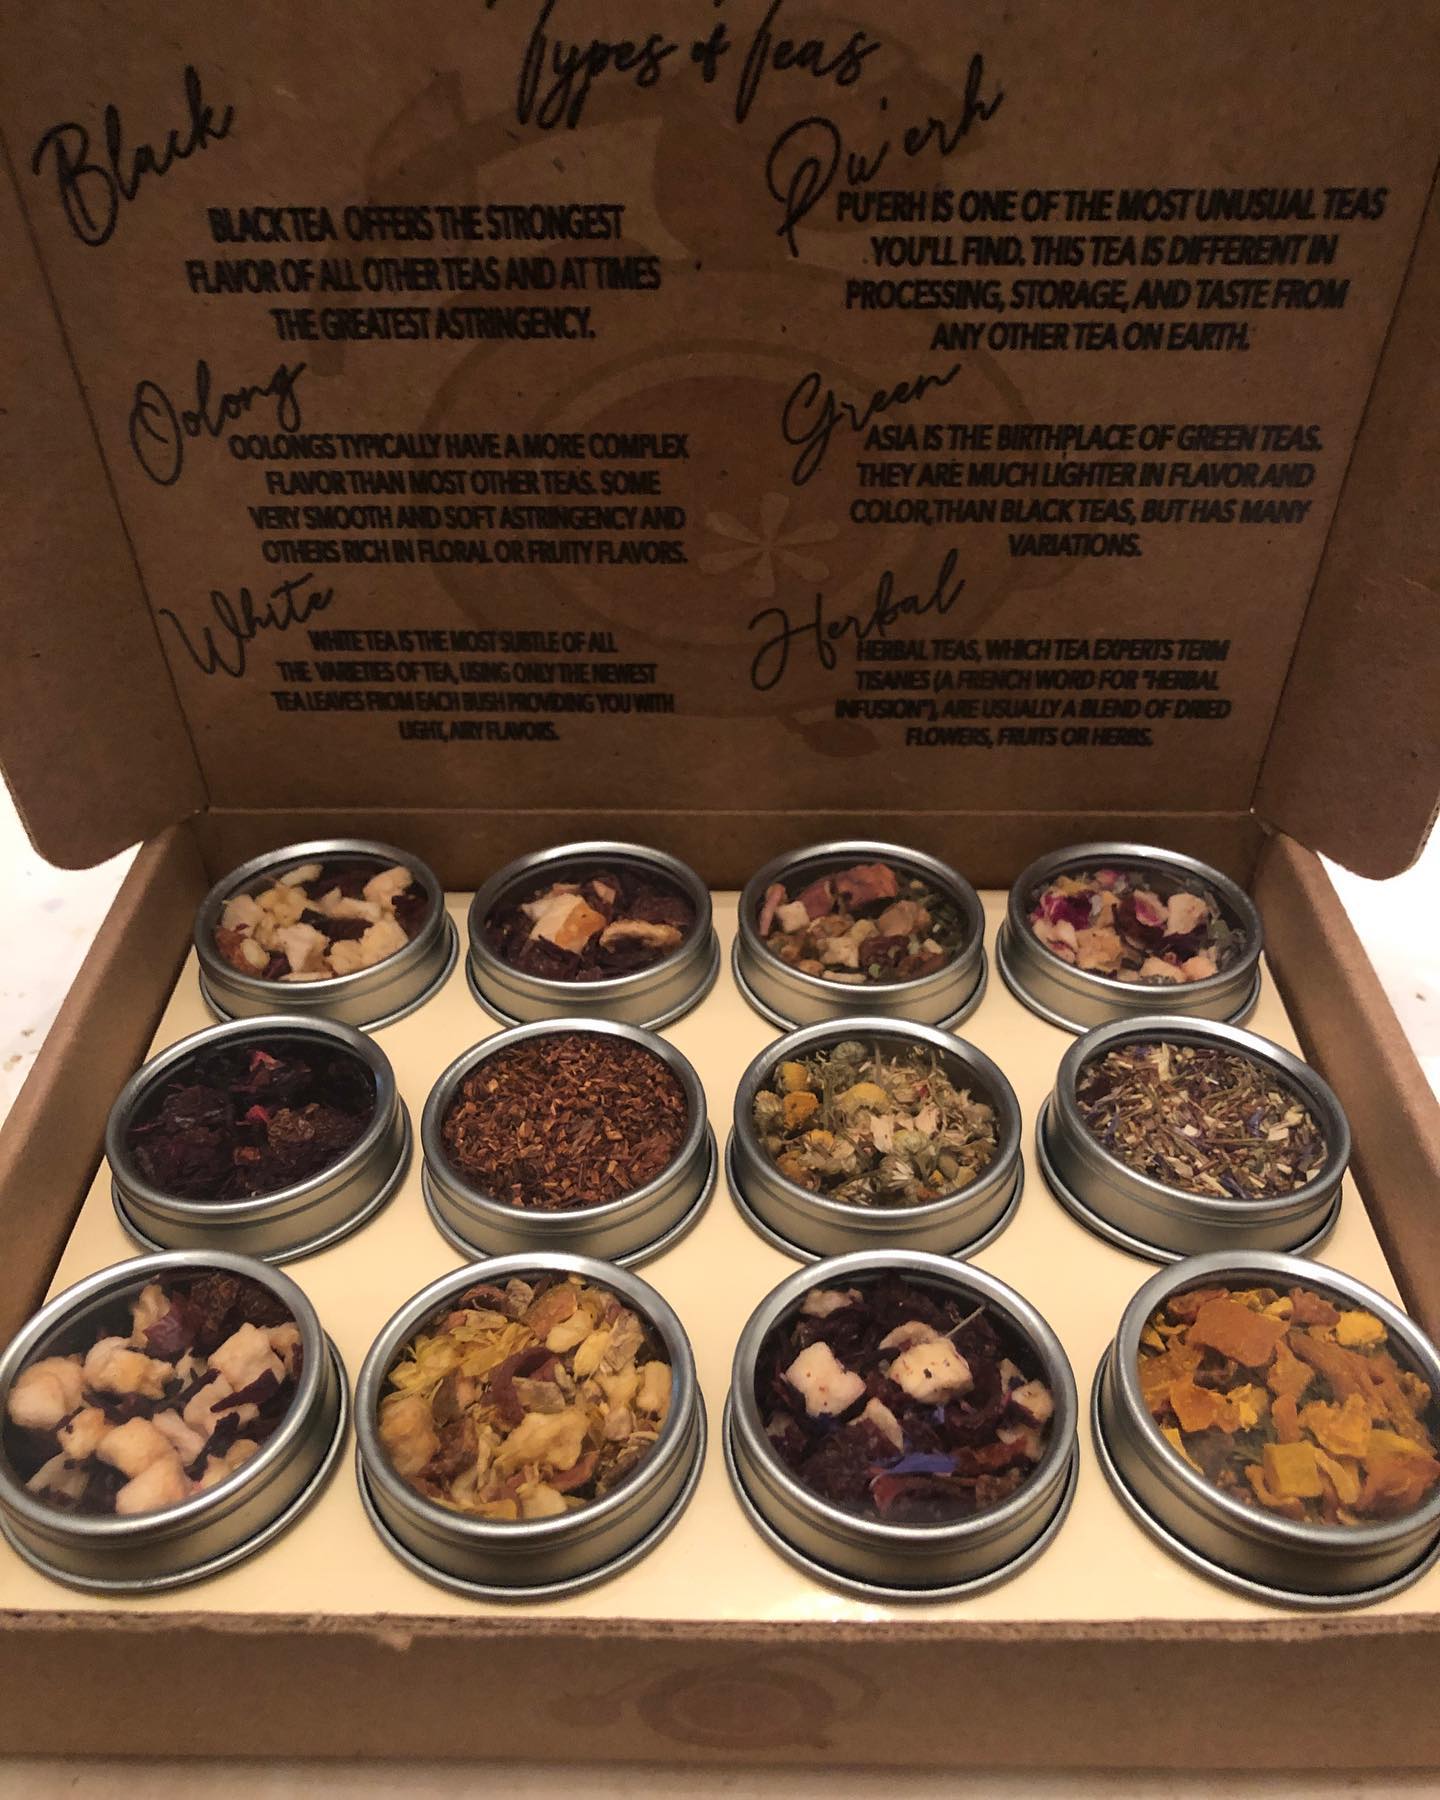 Types of Teas
Black
BLACK TEA OFFERS THE STRONGEST
FLAVOR OF ALL OTHER TEAS AND AT TIMES
THE GREATEST ASTRINGENCY.
Pu'erh
PU'ERH IS ONE OF THE MOST UNUSUAL TEAS
YOU'LL FIND. THIS TEA IS DIFFERENT IN
PROCESSING, STORAGE, AND TASTE FROM
ANY OTHER TEA ON EARTH.
Oolong
OOLONGS TYPICALLY HAVE A MORE COMPLEX
FLAVOR THAN MOST OTHER TEAS. SOME
VERY SMOOTH AND SOFT ASTRINGENCY AND
OTHERS RICH IN FLORAL OR FRUITY FLAVORS.
Green
ASIA IS THE BIRTHPLACE OF GREEN TEAS.
THEY ARE MUCH LIGHTER IN FLAVOR AND
COLOR, THAN BLACK TEAS, BUT HAS MANY
VARIATIONS.
White
WHITE TEA IS THE MOST SUBTLE OF ALL
THE VARIETIES OF TEA, USING ONLY THE NEWEST
TEA LEAVES FROM EACH BUSH PROVIDING YOU WITH
LIGHT, AIRY FLAVORS.
Herbal
HERBAL TEAS, WHICH TEA EXPERTS TERM
TISANES (A FRENCH WORD FOR "HERBAL
INFUSION"), ARE USUALLY A BLEND OF DRIED
FLOWERS, FRUITS OR HERBS.